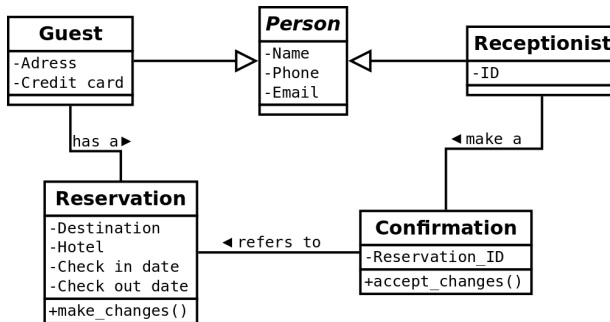 Guest
-Adress
-Credit card
Person
-Name
-Phone
-Email
Receptionist
-ID
has a
make a
Reservation
-Destination
-Hotel
-Check in date
-Check out date
+make_changes()
refers to
Confirmation
-Reservation_ID
+accept_changes()